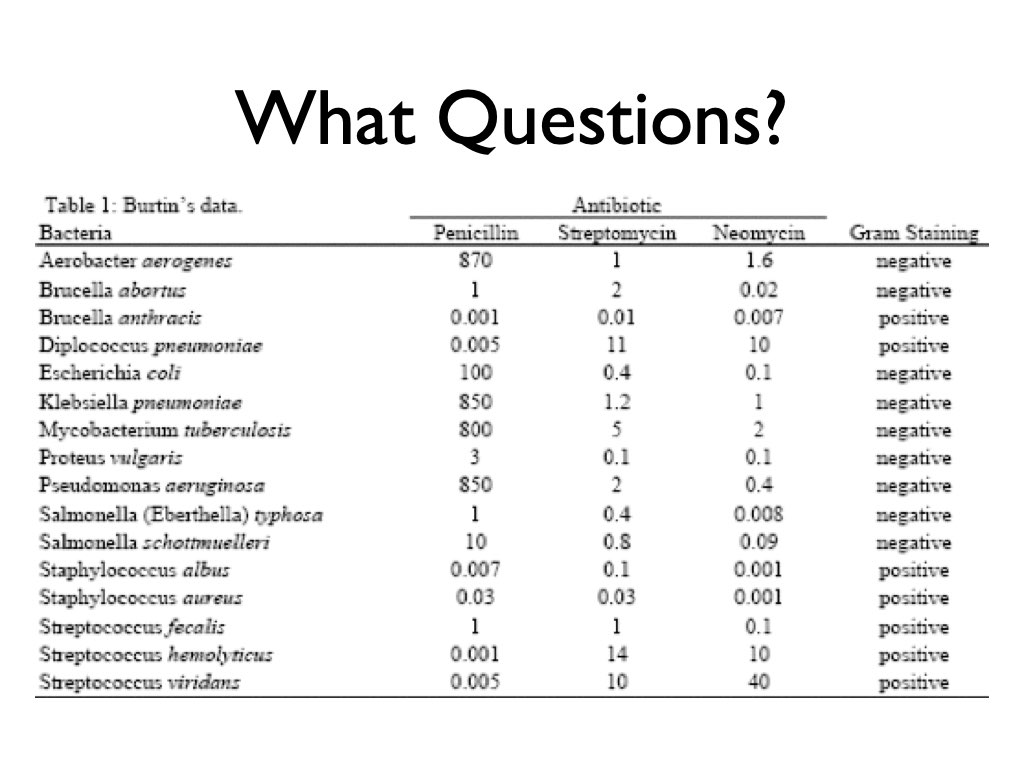 What Questions?
Table 1: Burtin's data. Antibiotic
Bacteria Penicillin Streptomycin Neomycin Gram Staining
Aerobacter aerogenes 870 1 1.6 negative
Brucella abortus 1 2 0.02 negative
Brucella anthracis 0.001 0.01 0.007 positive
Diplococcus pneumoniae 0.005 11 10 positive
Escherichia coli 100 0.4 0.1 negative
Klebsiella pneumoniae 850 1.2 1 negative
Mycobacterium tuberculosis 800 5 2 negative
Proteus vulgaris 3 0.1 0.1 negative
Pseudomonas aeruginosa 850 2 0.4 negative
Salmonella (Eberthella) typhosa 1 0.4 0.008 negative
Salmonella schottmuelleri 10 0.8 0.09 negative
Staphylococcus albus 0.007 0.1 0.001 positive
Staphylococcus aureus 0.03 0.03 0.001 positive
Streptococcus fecalis 1 1 0.1 positive
Streptococcus hemolyticus 0.001 14 10 positive
Streptococcus viridans 0.005 10 40 positive